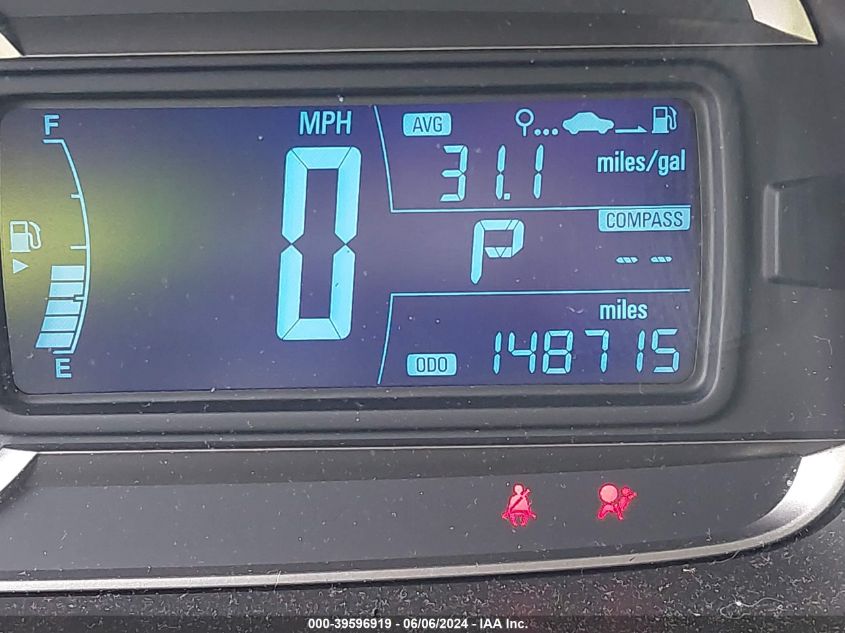 F
MPH
AVG
31.1
miles/gal
0
COMPASS
P
--
miles
E
ODO
148715
000-39596919 / 06/06/2024 - IAA Inc.